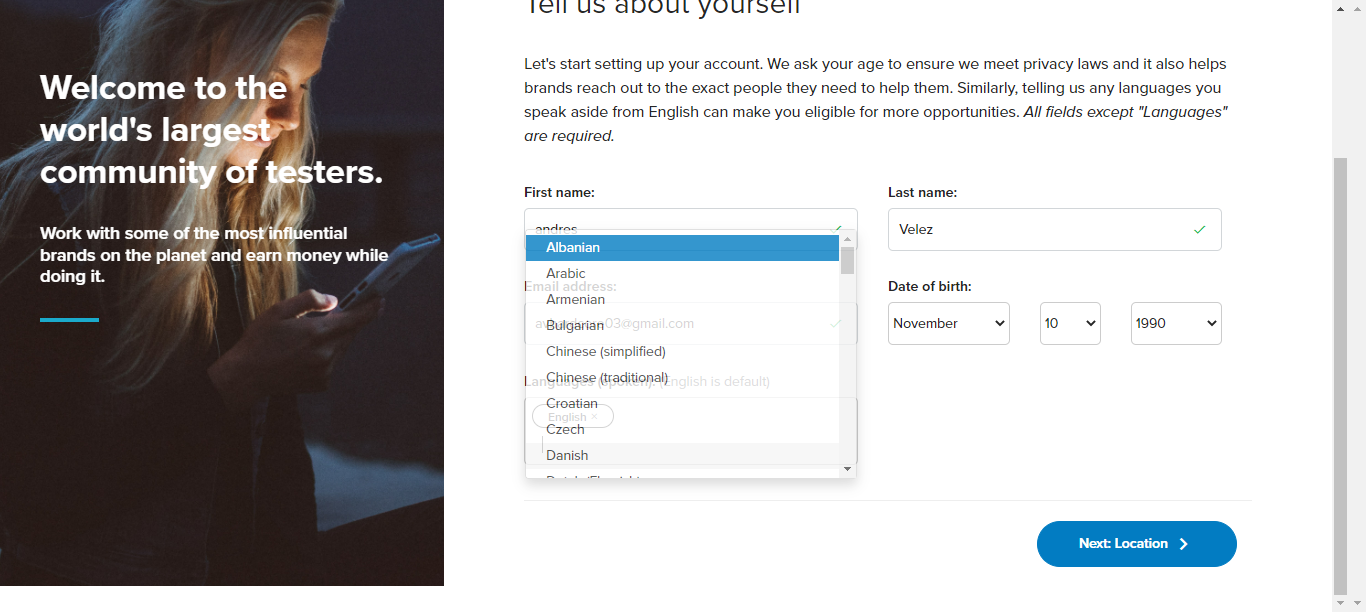 Tell us about yourself
Welcome to the
world's largest
community of testers.
Work with some of the most influential
brands on the planet and earn money while
doing it.
Let's start setting up your account. We ask your age to ensure we meet privacy laws and it also helps
brands reach out to the exact people they need to help them. Similarly, telling us any languages you
speak aside from English can make you eligible for more opportunities. All fields except "Languages"
are required.
First name:
Last name:
andres
Velez
Albanian
Arabic
Email address:
Date of birth:
Armenian
Bulgarian
03@gmail.com
November
10
1990
Chinese (simplified)
Chinese (traditional)
Languages (spoken): (English is default)
Croatian
English ×
Czech
Danish
Next: Location